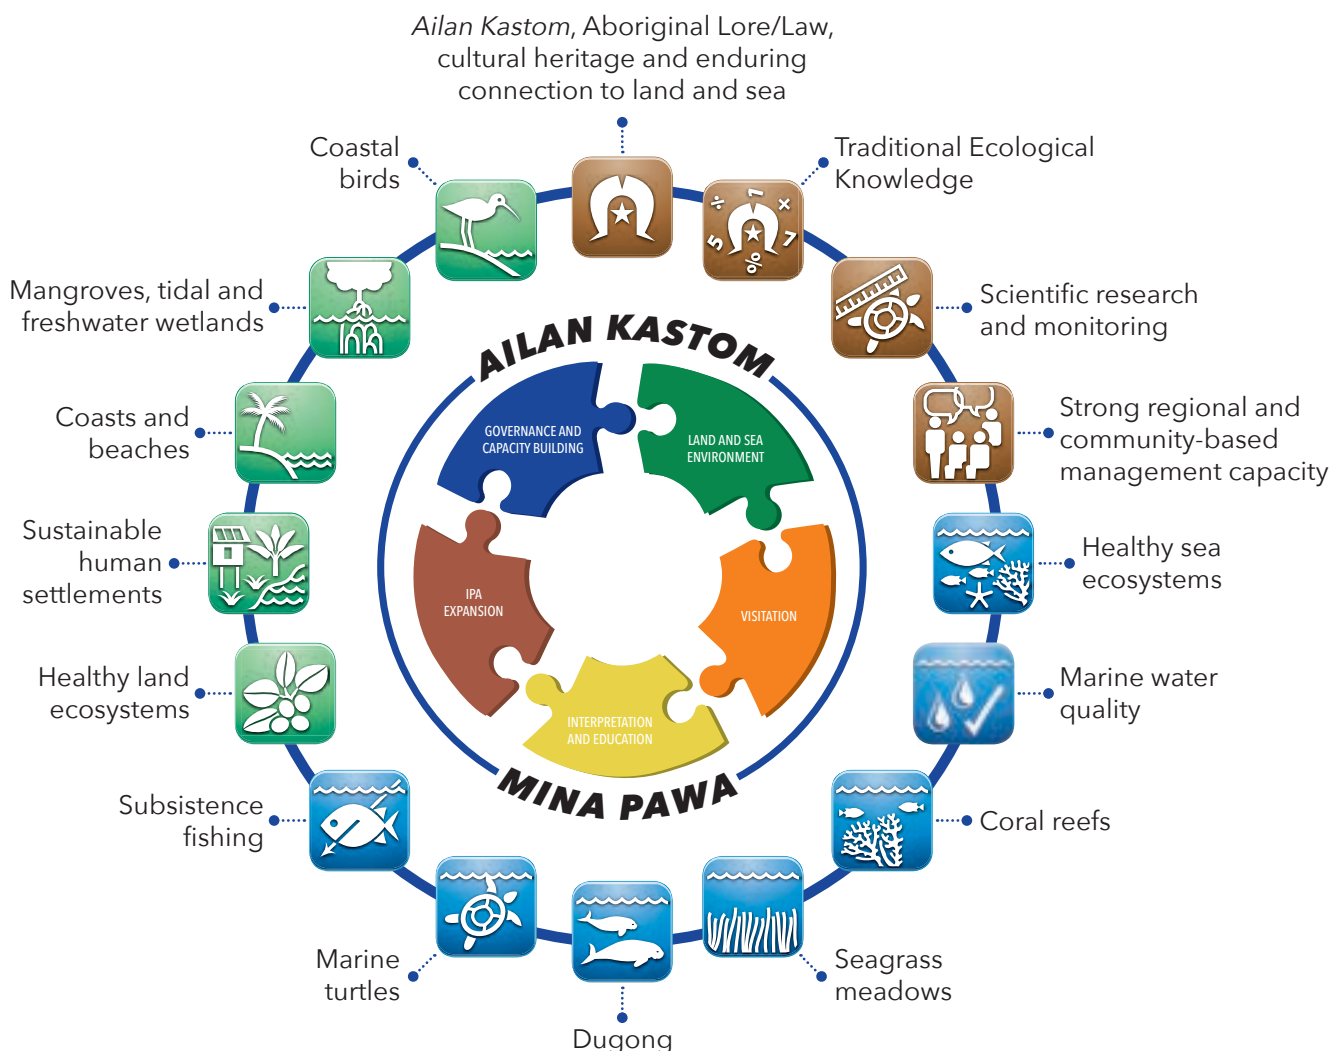 Ailan Kastom, Aboriginal Lore/Law,
cultural heritage and enduring
connection to land and sea
Traditional Ecological
Knowledge
Scientific research
and monitoring
Strong regional and
community-based
management capacity
Healthy sea
ecosystems
Marine water
quality
Coral reefs
Seagrass
meadows
Dugong
Marine
turtles
Subsistence
fishing
Healthy land
ecosystems
Sustainable
human
settlements
Coasts and
beaches
Mangroves, tidal and
freshwater wetlands
Coastal
birds
÷ 1 ×
5 7
%
AILAN KASTOM
GOVERNANCE AND
CAPACITY BUILDING
LAND AND SEA
ENVIRONMENT
VISITATION
INTERPRETATION
AND EDUCATION
IPA
EXPANSION
MINA PAWA